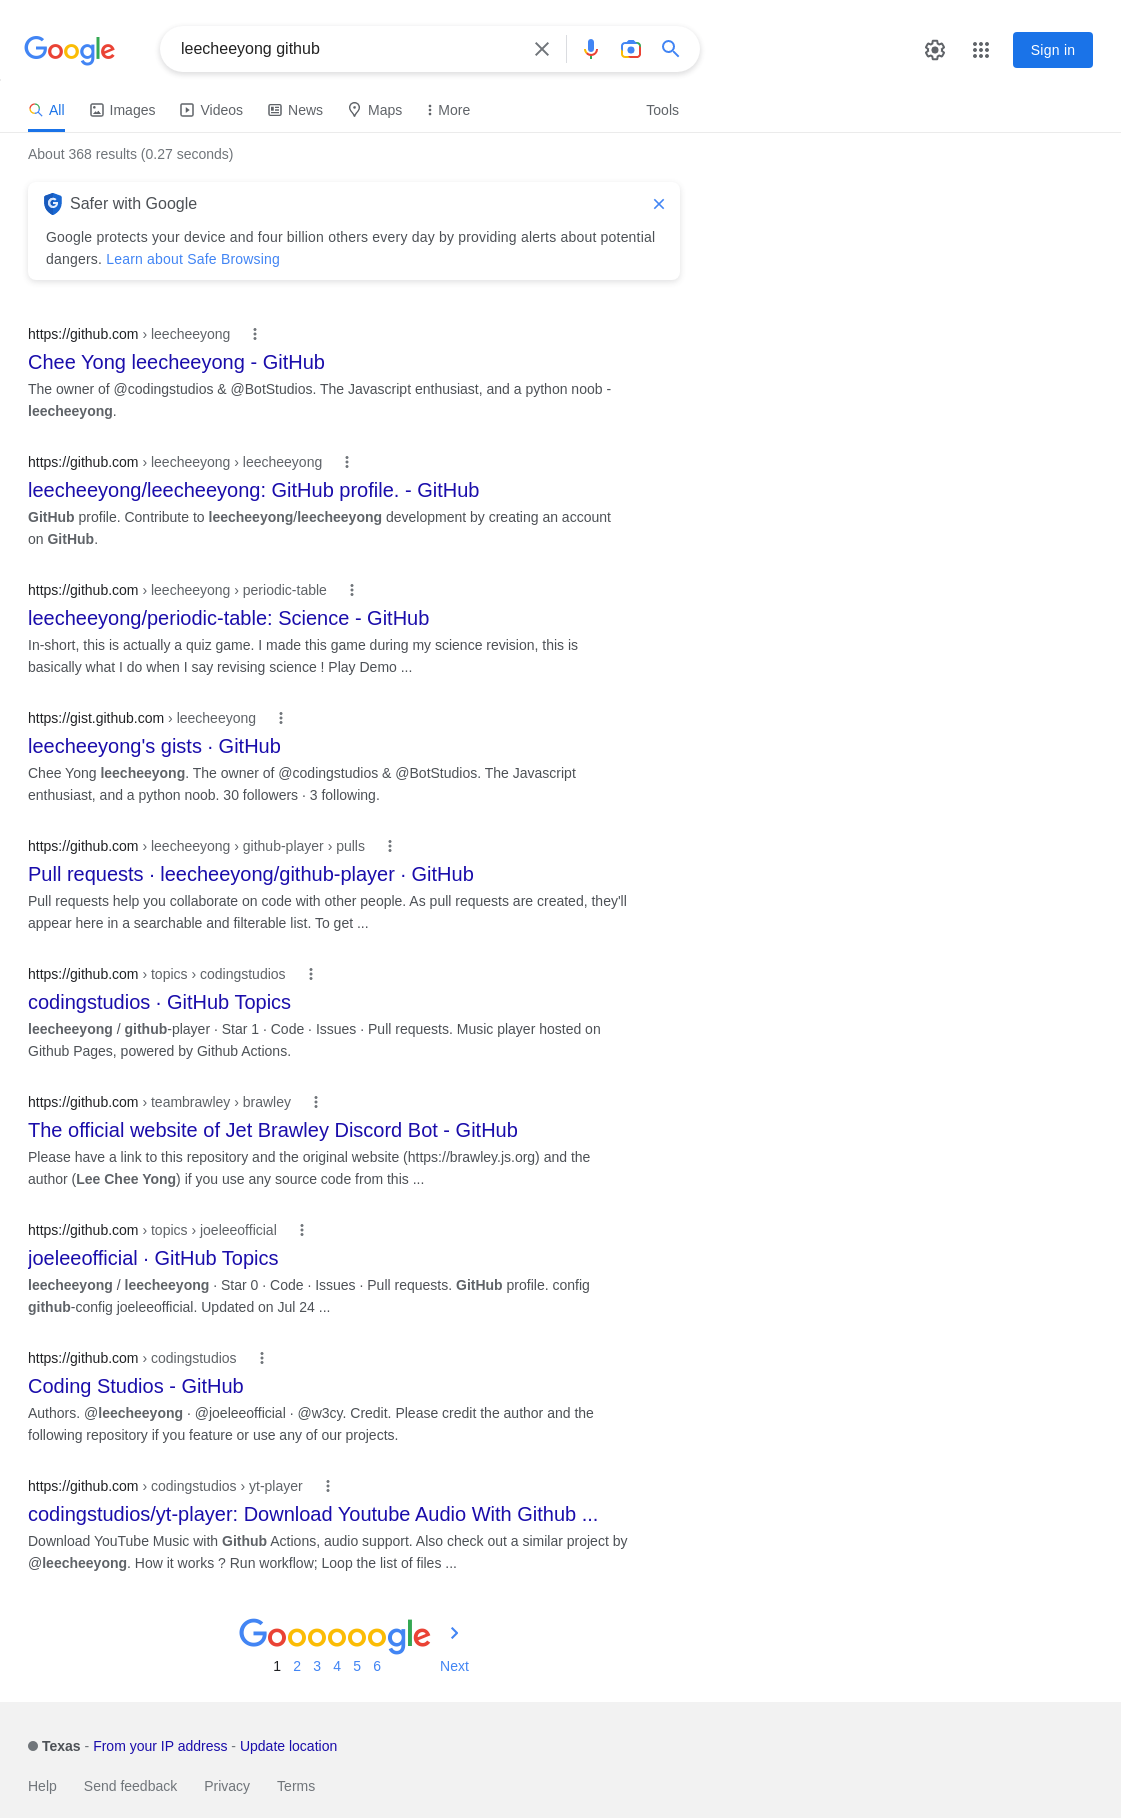 Google
leecheeyong github
Sign in
All Images Videos News Maps More Tools
About 368 results (0.27 seconds)
Safer with Google
Google protects your device and four billion others every day by providing alerts about potential
dangers. Learn about Safe Browsing
https://github.com › leecheeyong
Chee Yong leecheeyong - GitHub
The owner of @codingstudios & @BotStudios. The Javascript enthusiast, and a python noob -
leecheeyong.
https://github.com › leecheeyong › leecheeyong
leecheeyong/leecheeyong: GitHub profile. - GitHub
GitHub profile. Contribute to leecheeyong/leecheeyong development by creating an account
on GitHub.
https://github.com › leecheeyong › periodic-table
leecheeyong/periodic-table: Science - GitHub
In-short, this is actually a quiz game. I made this game during my science revision, this is
basically what I do when I say revising science ! Play Demo ...
https://gist.github.com › leecheeyong
leecheeyong's gists · GitHub
Chee Yong leecheeyong. The owner of @codingstudios & @BotStudios. The Javascript
enthusiast, and a python noob. 30 followers · 3 following.
https://github.com › leecheeyong › github-player › pulls
Pull requests · leecheeyong/github-player · GitHub
Pull requests help you collaborate on code with other people. As pull requests are created, they'll
appear here in a searchable and filterable list. To get ...
https://github.com › topics › codingstudios
codingstudios · GitHub Topics
leecheeyong / github-player · Star 1 · Code · Issues · Pull requests. Music player hosted on
Github Pages, powered by Github Actions.
https://github.com › teambrawley › brawley
The official website of Jet Brawley Discord Bot - GitHub
Please have a link to this repository and the original website (https://brawley.js.org) and the
author (Lee Chee Yong) if you use any source code from this ...
https://github.com › topics › joeleeofficial
joeleeofficial · GitHub Topics
leecheeyong / leecheeyong · Star 0 · Code · Issues · Pull requests. GitHub profile. config
github-config joeleeofficial. Updated on Jul 24 ...
https://github.com › codingstudios
Coding Studios - GitHub
Authors. @leecheeyong · @joeleeofficial · @w3cy. Credit. Please credit the author and the
following repository if you feature or use any of our projects.
https://github.com › codingstudios › yt-player
codingstudios/yt-player: Download Youtube Audio With Github ...
Download YouTube Music with Github Actions, audio support. Also check out a similar project by
@leecheeyong. How it works ? Run workflow; Loop the list of files ...
Goooooogle
1 2 3 4 5 6 Next
Texas - From your IP address - Update location
Help Send feedback Privacy Terms